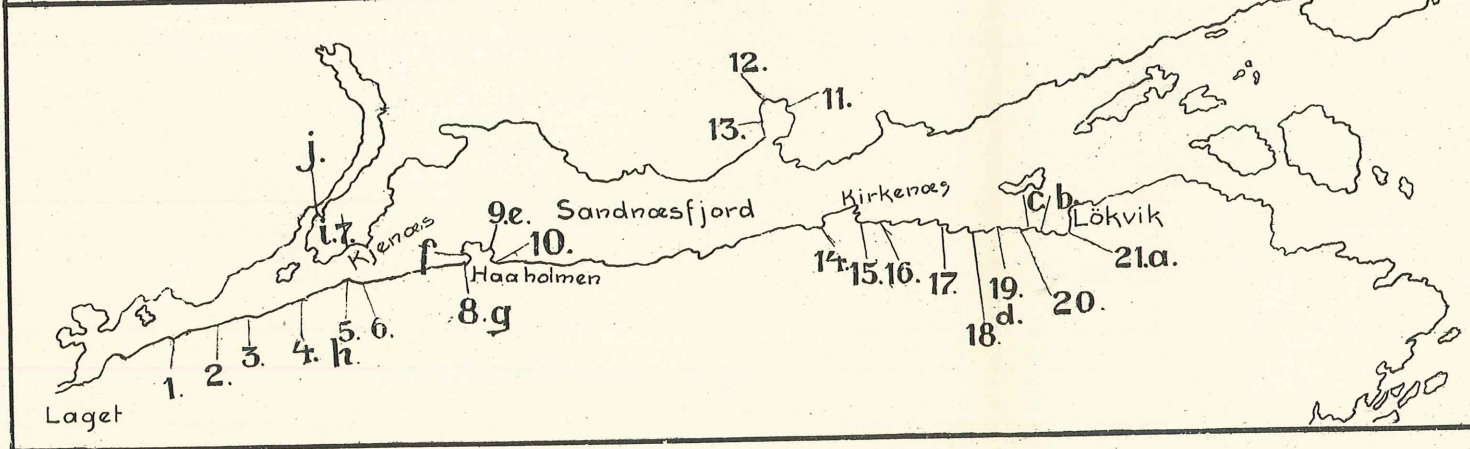 12.
11.
13.
j.
i.7.
Kjenæs
f
9.e.
10.
Sandnæsfjord
Haaholmen
8.g
Kirkenæs
c.
b.
Lökvik
14.
15.
16.
17.
18.
19.
d.
20.
21.a.
1.
2.
3.
4.
5.
h.
6.
Laget